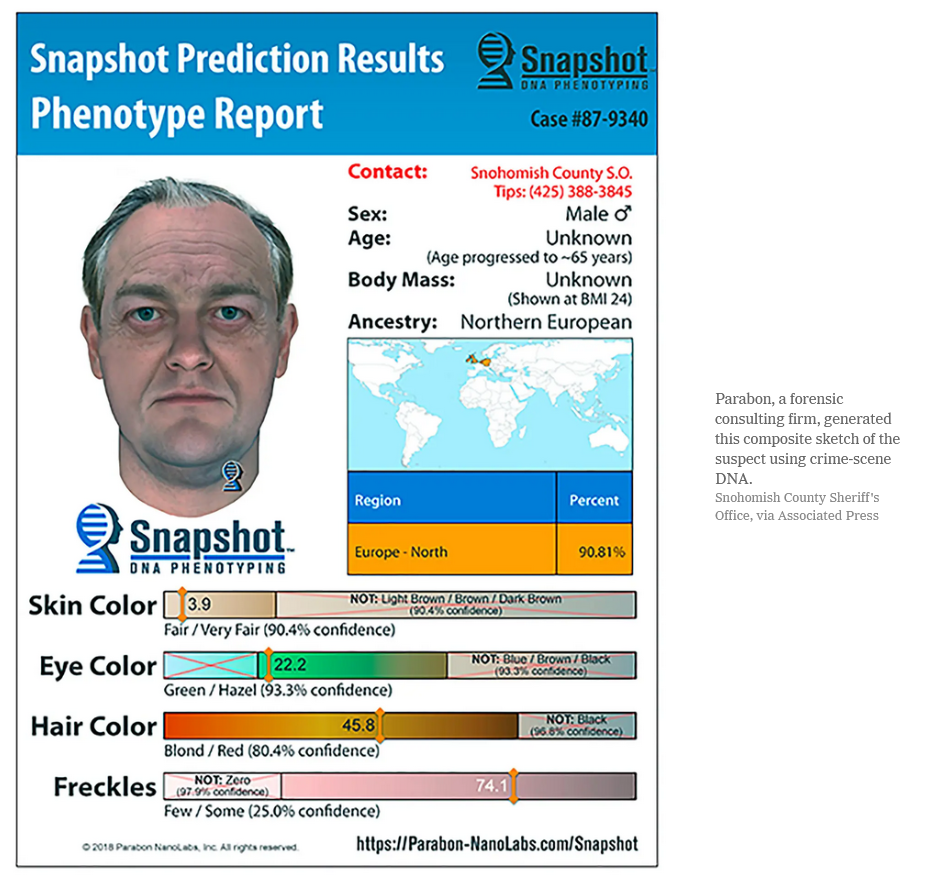 Snapshot Prediction Results
Phenotype Report
Snapshot™
DNA PHENOTYPING
Case #87-9340
Contact: Snohomish County S.O.
Tips: (425) 388-3845
Sex: Male ♂
Age: Unknown
(Age progressed to ~65 years)
Body Mass: Unknown
(Shown at BMI 24)
Ancestry: Northern European
Region Percent
Europe - North 90.81%
Snapshot™
DNA PHENOTYPING
Skin Color 3.9 NOT: Light Brown / Brown / Dark Brown
(90.4% confidence)
Fair / Very Fair (90.4% confidence)
Eye Color 22.2 NOT: Blue / Brown / Black
(93.3% confidence)
Green / Hazel (93.3% confidence)
Hair Color 45.8 NOT: Black
(96.8% confidence)
Blond / Red (80.4% confidence)
Freckles NOT: Zero 74.1
(97.9% confidence)
Few / Some (25.0% confidence)
© 2018 Parabon NanoLabs, Inc. All rights reserved.
https://Parabon-NanoLabs.com/Snapshot
Parabon, a forensic
consulting firm, generated
this composite sketch of the
suspect using crime-scene
DNA.
Snohomish County Sheriff's
Office, via Associated Press